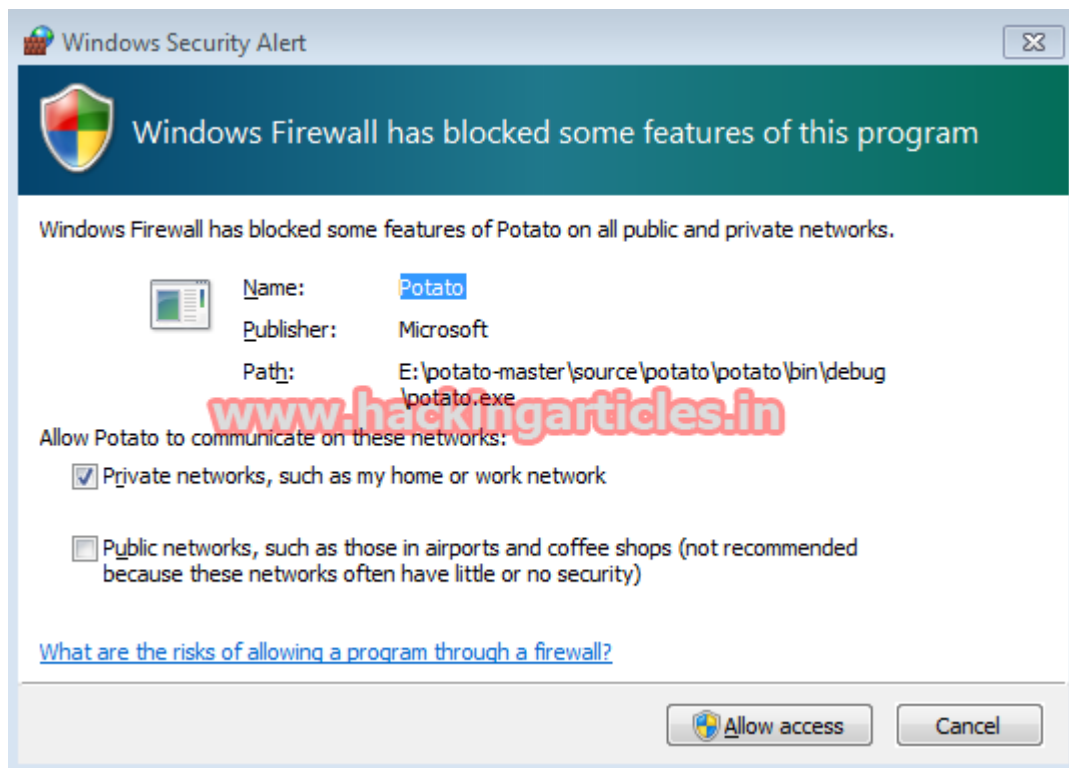 Windows Security Alert
Windows Firewall has blocked some features of this program
Windows Firewall has blocked some features of Potato on all public and private networks.
Name: Potato
Publisher: Microsoft
Path: E:\potato-master\source\potato\potato\bin\debug
\potato.exe
www.hackingarticles.in
Allow Potato to communicate on these networks:
Private networks, such as my home or work network
Public networks, such as those in airports and coffee shops (not recommended
because these networks often have little or no security)
What are the risks of allowing a program through a firewall?
Allow access Cancel